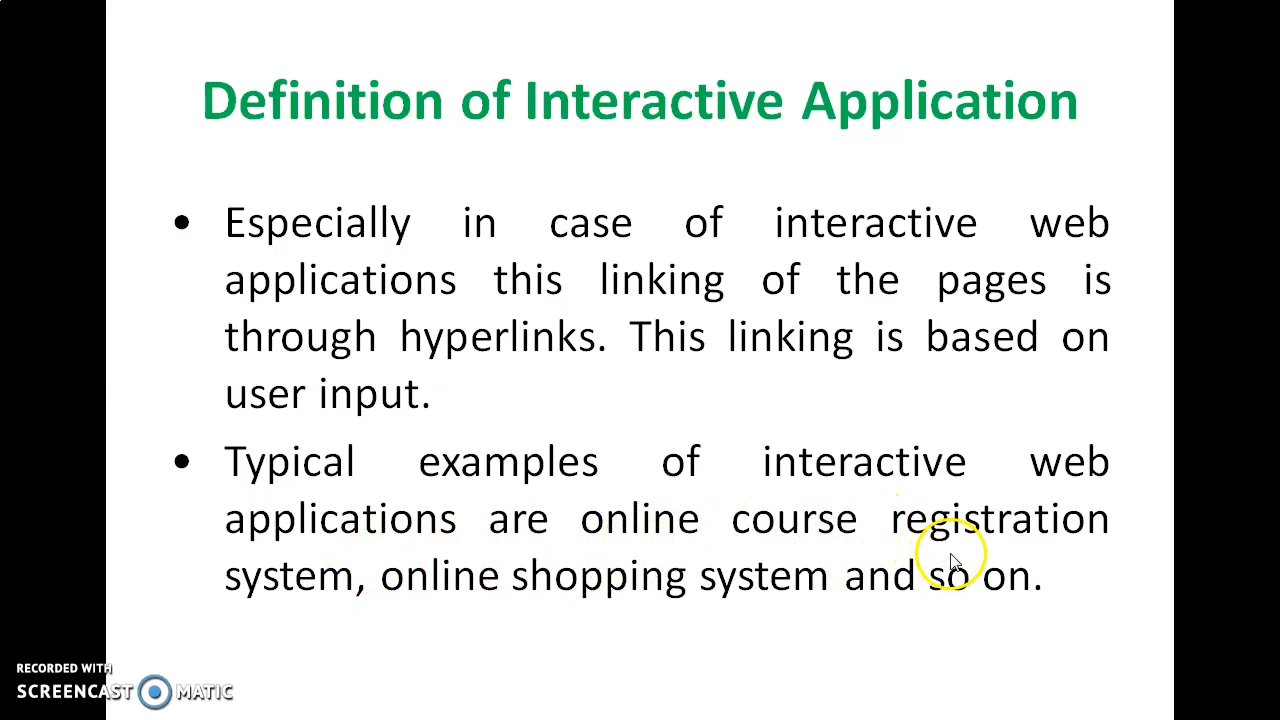 Definition of Interactive Application
• Especially in case of interactive web
applications this linking of the pages is
through hyperlinks. This linking is based on
user input.
• Typical examples of interactive web
applications are online course registration
system, online shopping system and so on.
RECORDED WITH
SCREENCAST MATIC